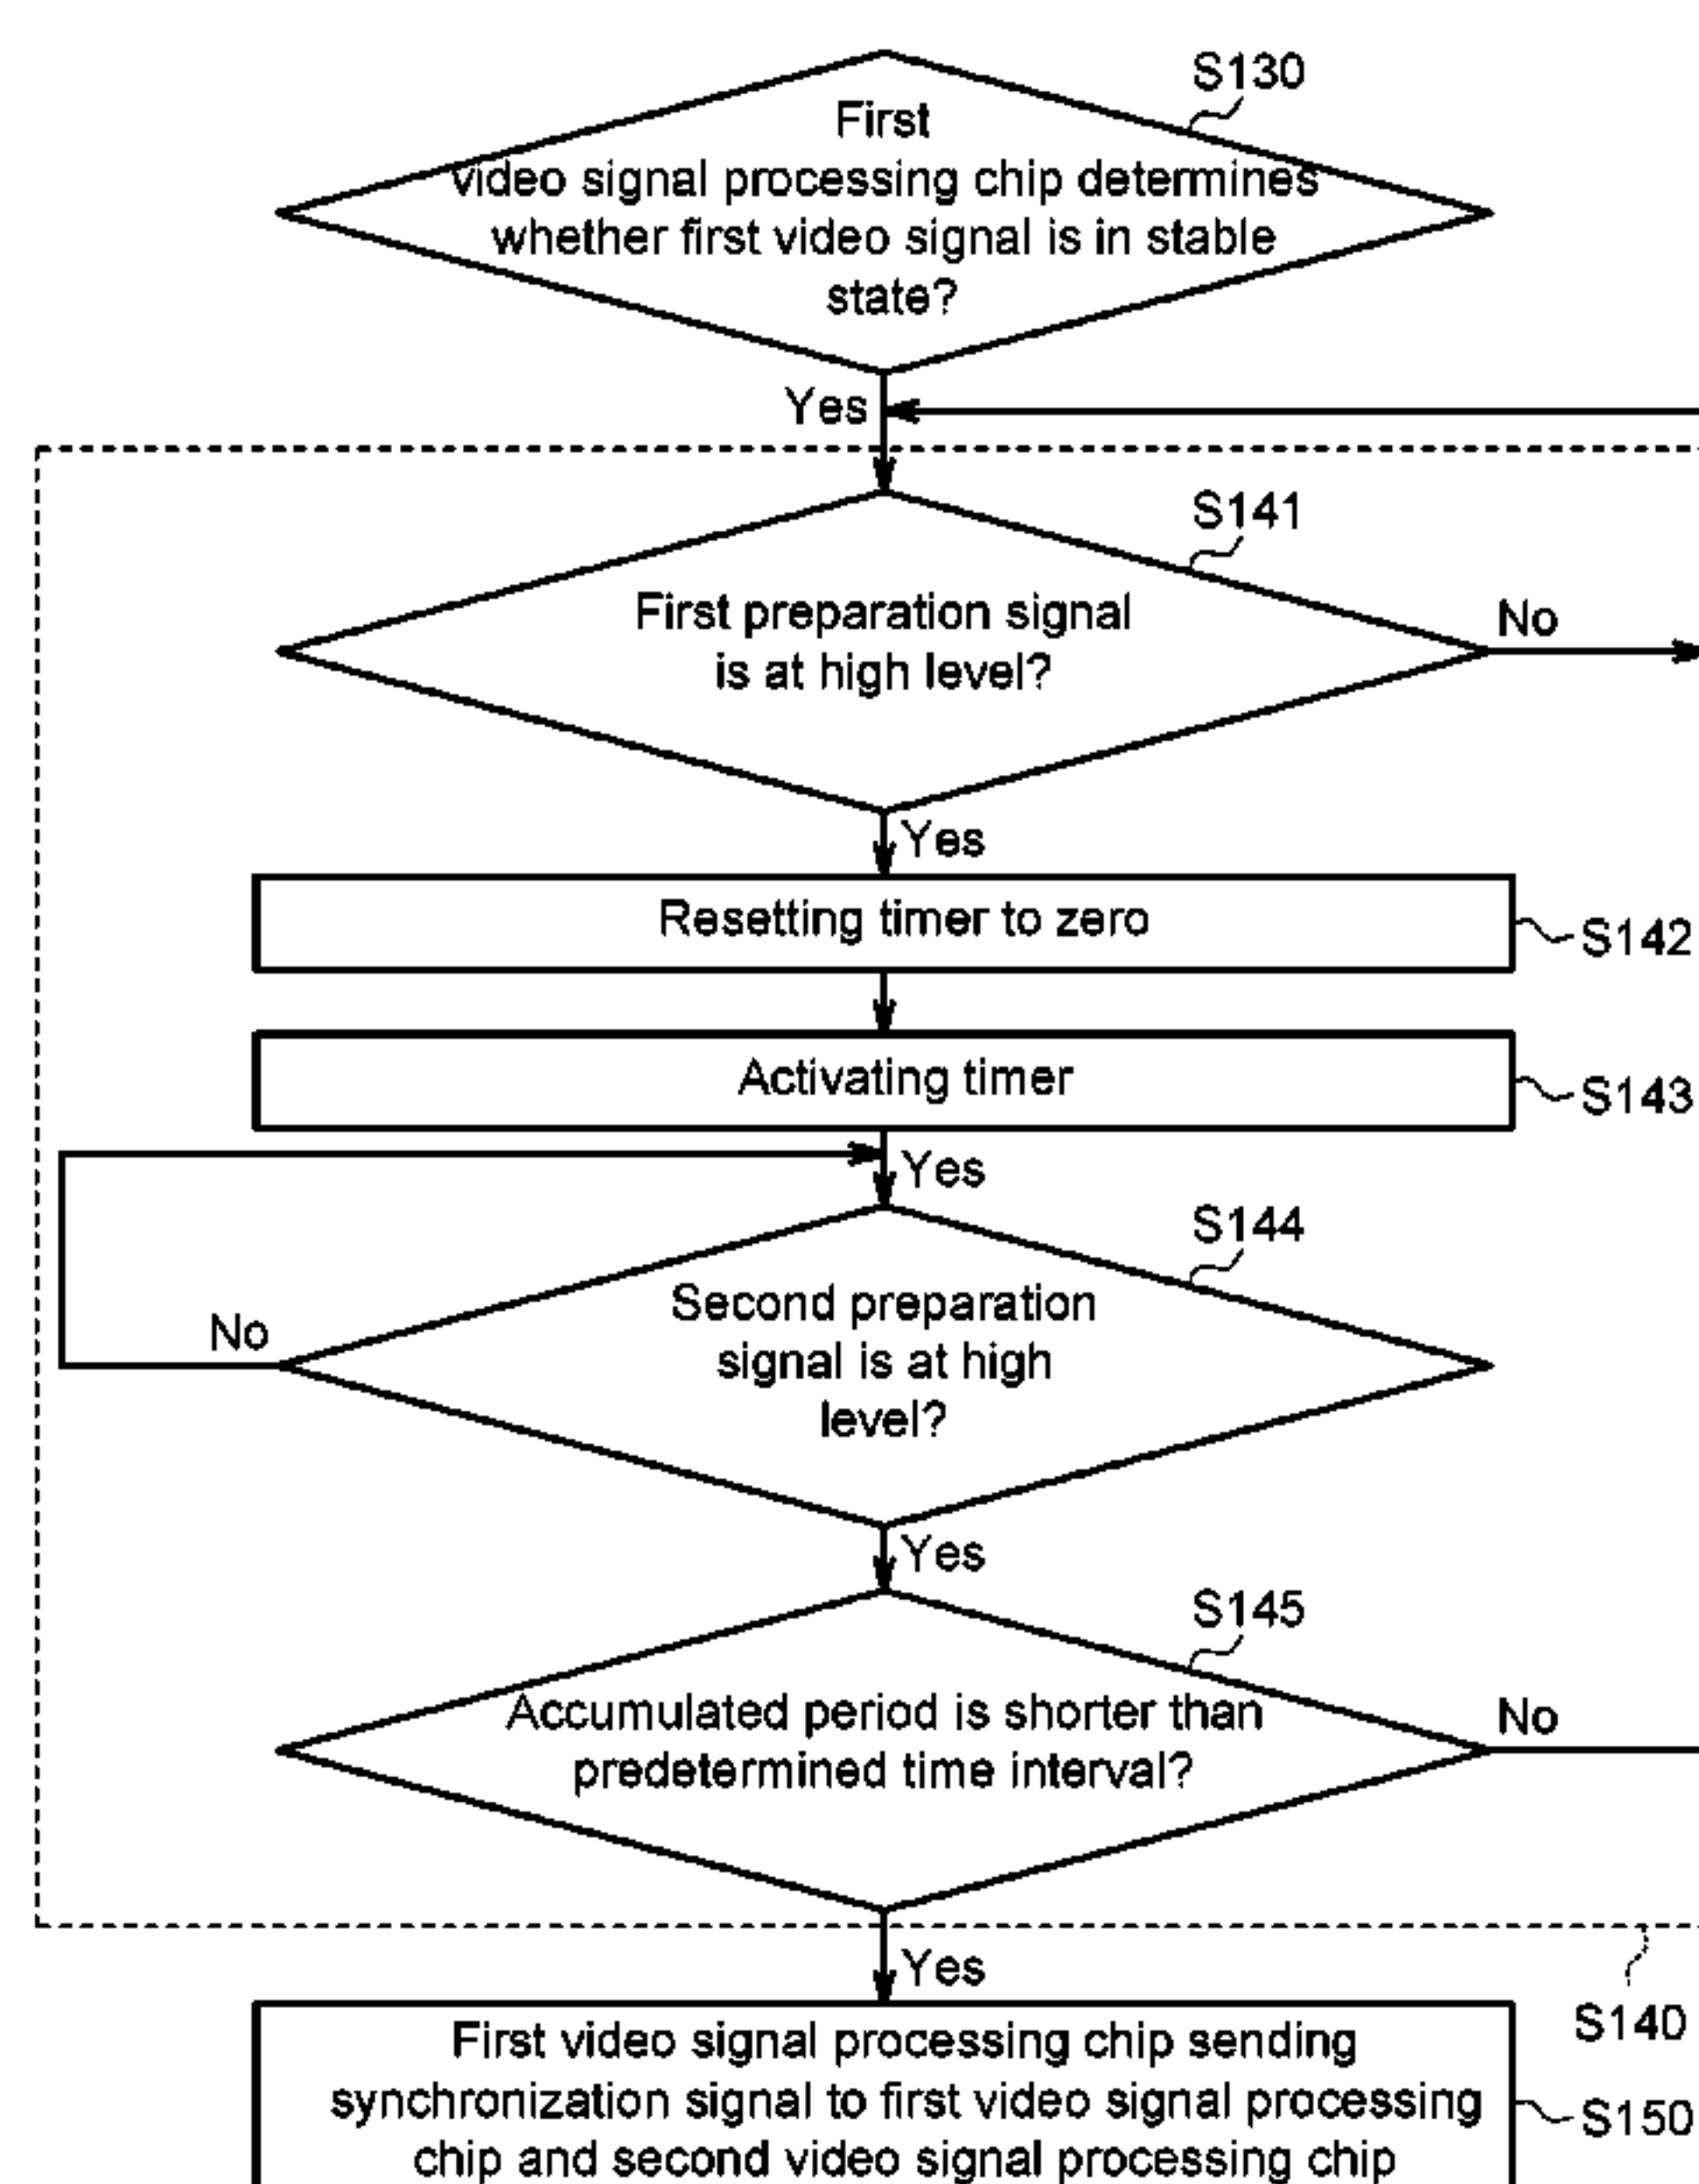 S130
First
video signal processing chip determines
whether first video signal is in stable
state?
Yes
S141
First preparation signal
is at high level?
No
Yes
Resetting timer to zero
S142
Activating timer
S143
Yes
S144
Second preparation
signal is at high
level?
No
Yes
S145
Accumulated period is shorter than
predetermined time interval?
No
Yes
S140
First video signal processing chip sending
synchronization signal to first video signal processing
chip and second video signal processing chip
S150